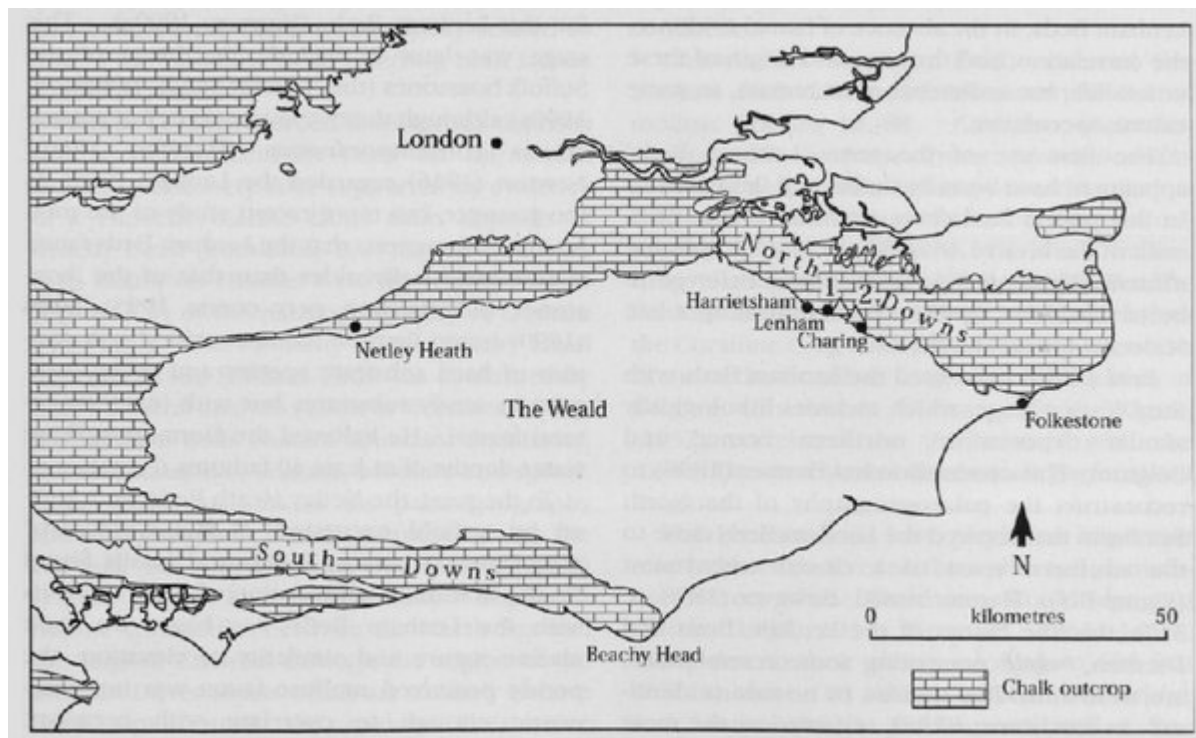 London
North Downs
1
2
Harrietsham
Lenham
Charing
Netley Heath
The Weald
Folkestone
South Downs
Beachy Head
N
0 kilometres 50
Chalk outcrop